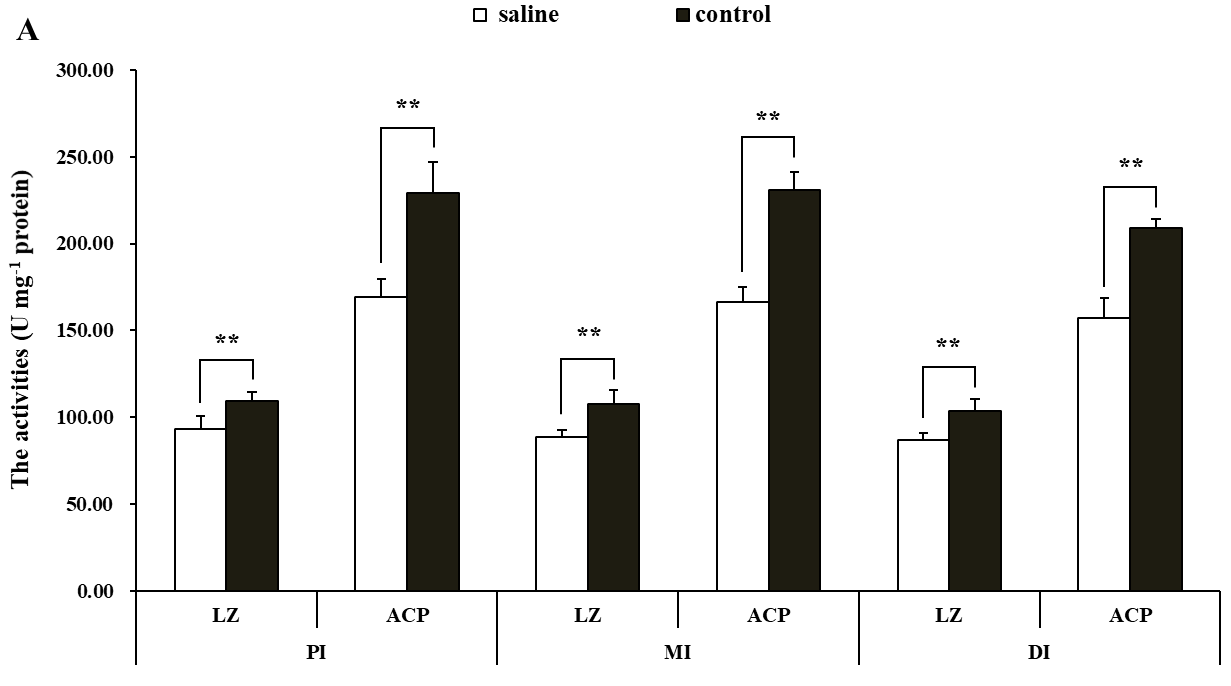 saline control
A
300.00
250.00
200.00
150.00
100.00
50.00
0.00
The activities (U mg⁻¹ protein)
** ** ** ** ** **
LZ ACP LZ ACP LZ ACP
PI MI DI